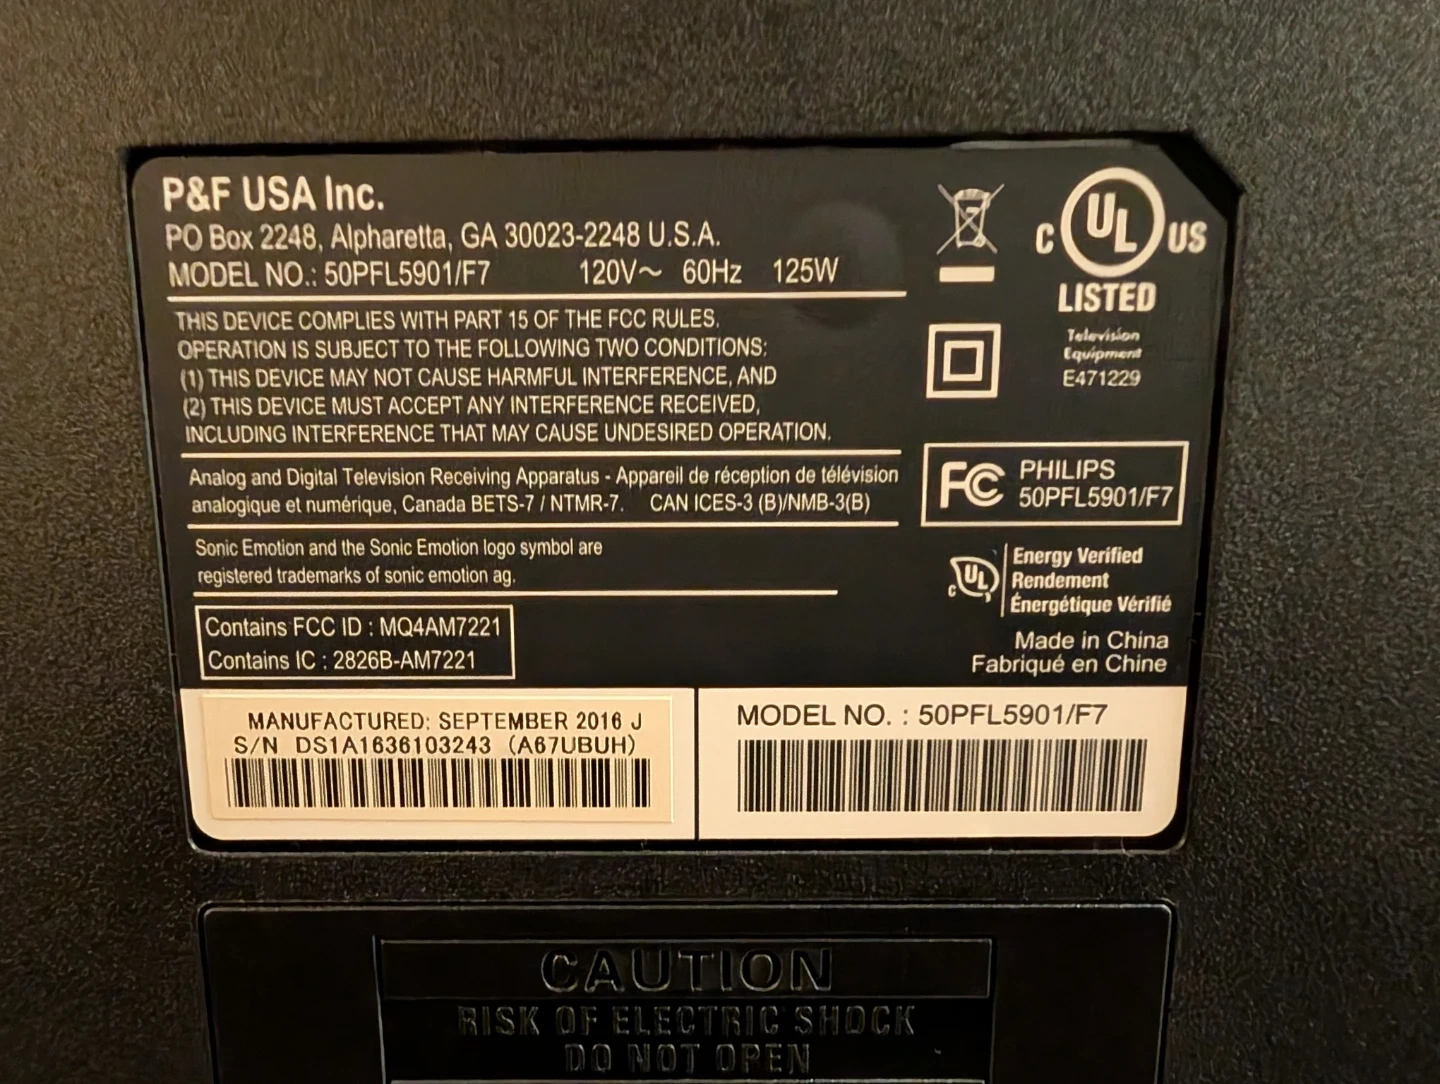 P&F USA Inc.
PO Box 2248, Alpharetta, GA 30023-2248 U.S.A.
MODEL NO.: 50PFL5901/F7 120V~ 60Hz 125W
THIS DEVICE COMPLIES WITH PART 15 OF THE FCC RULES.
OPERATION IS SUBJECT TO THE FOLLOWING TWO CONDITIONS:
(1) THIS DEVICE MAY NOT CAUSE HARMFUL INTERFERENCE, AND
(2) THIS DEVICE MUST ACCEPT ANY INTERFERENCE RECEIVED,
INCLUDING INTERFERENCE THAT MAY CAUSE UNDESIRED OPERATION.
Analog and Digital Television Receiving Apparatus - Appareil de réception de télévision
analogique et numérique, Canada BETS-7 / NTMR-7. CAN ICES-3 (B)/NMB-3(B)
Sonic Emotion and the Sonic Emotion logo symbol are
registered trademarks of sonic emotion ag.
Contains FCC ID : MQ4AM7221
Contains IC : 2826B-AM7221
C UL US
LISTED
Television
Equipment
E471229
FC PHILIPS
50PFL5901/F7
C UL Energy Verified
Rendement
Énergétique Vérifié
Made in China
Fabriqué en Chine
MANUFACTURED: SEPTEMBER 2016 J
S/N DS1A1636103243 (A67UBUH)
MODEL NO. : 50PFL5901/F7
CAUTION
RISK OF ELECTRIC SHOCK
DO NOT OPEN